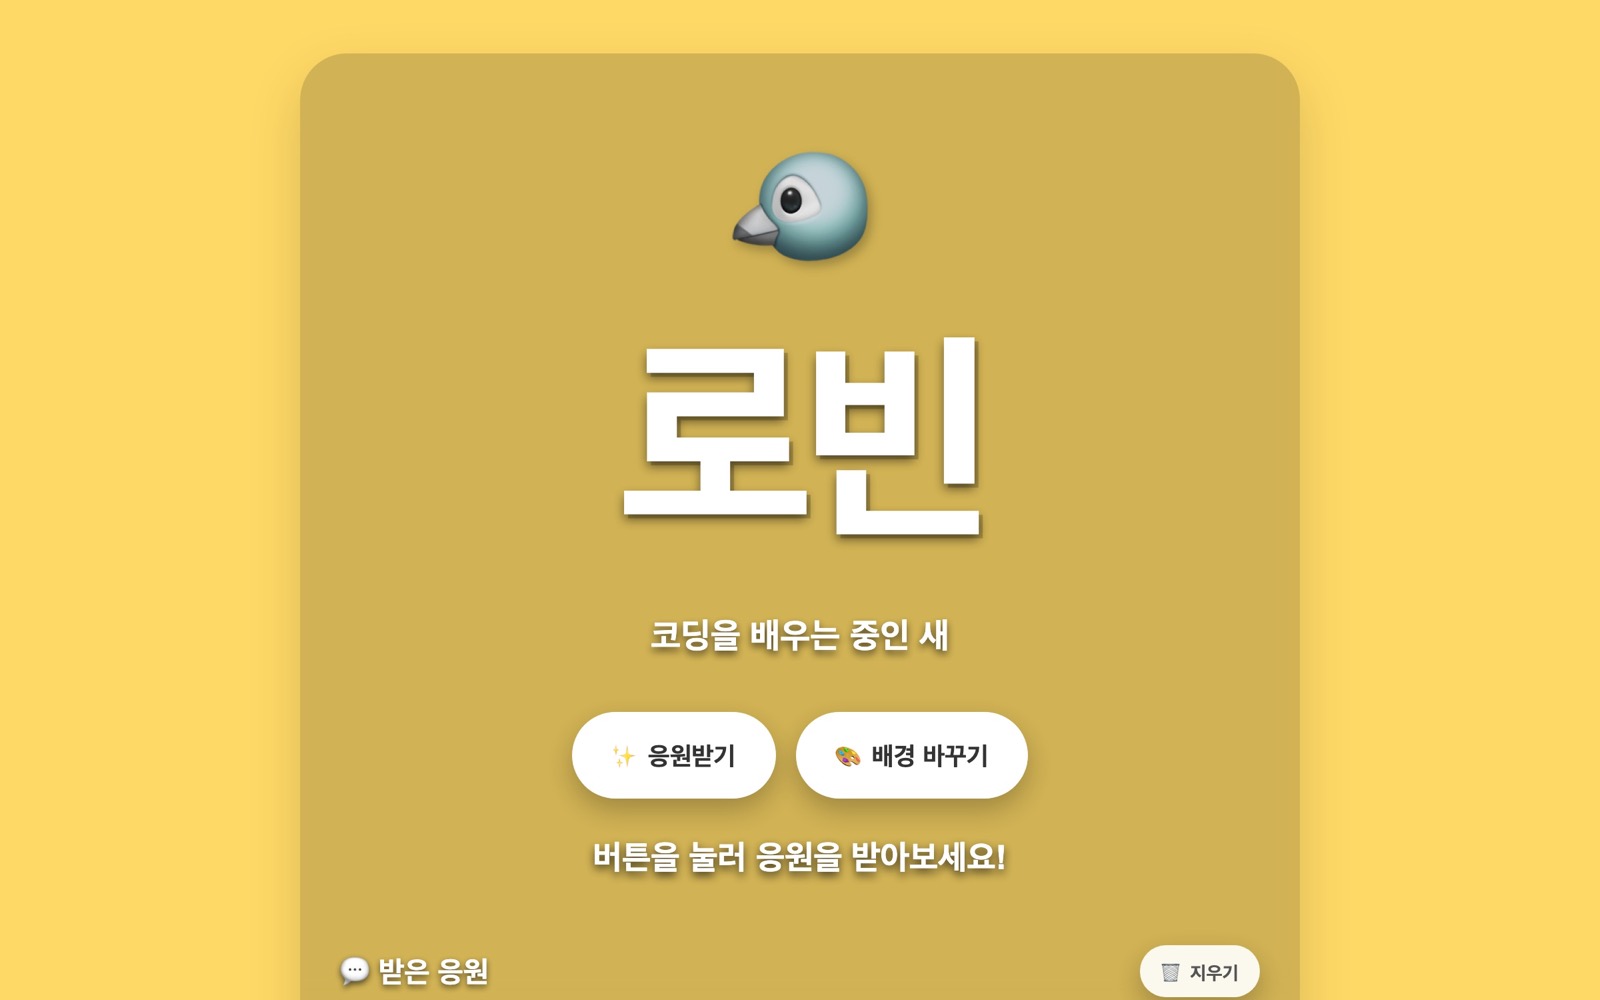 로빈
코딩을 배우는 중인 새
✨ 응원받기
🎨 배경 바꾸기
버튼을 눌러 응원을 받아보세요!
💬 받은 응원
🗑️ 지우기